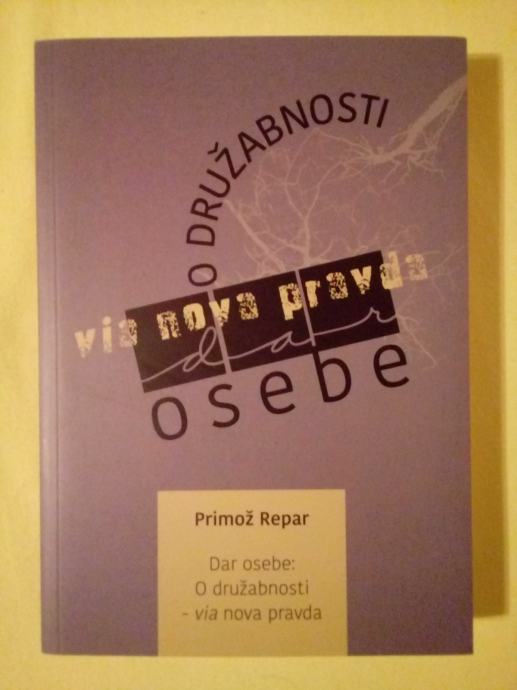 O DRUŽABNOSTI
via nova pravda
dar
osebe
Primož Repar
Dar osebe:
O družabnosti
- via nova pravda